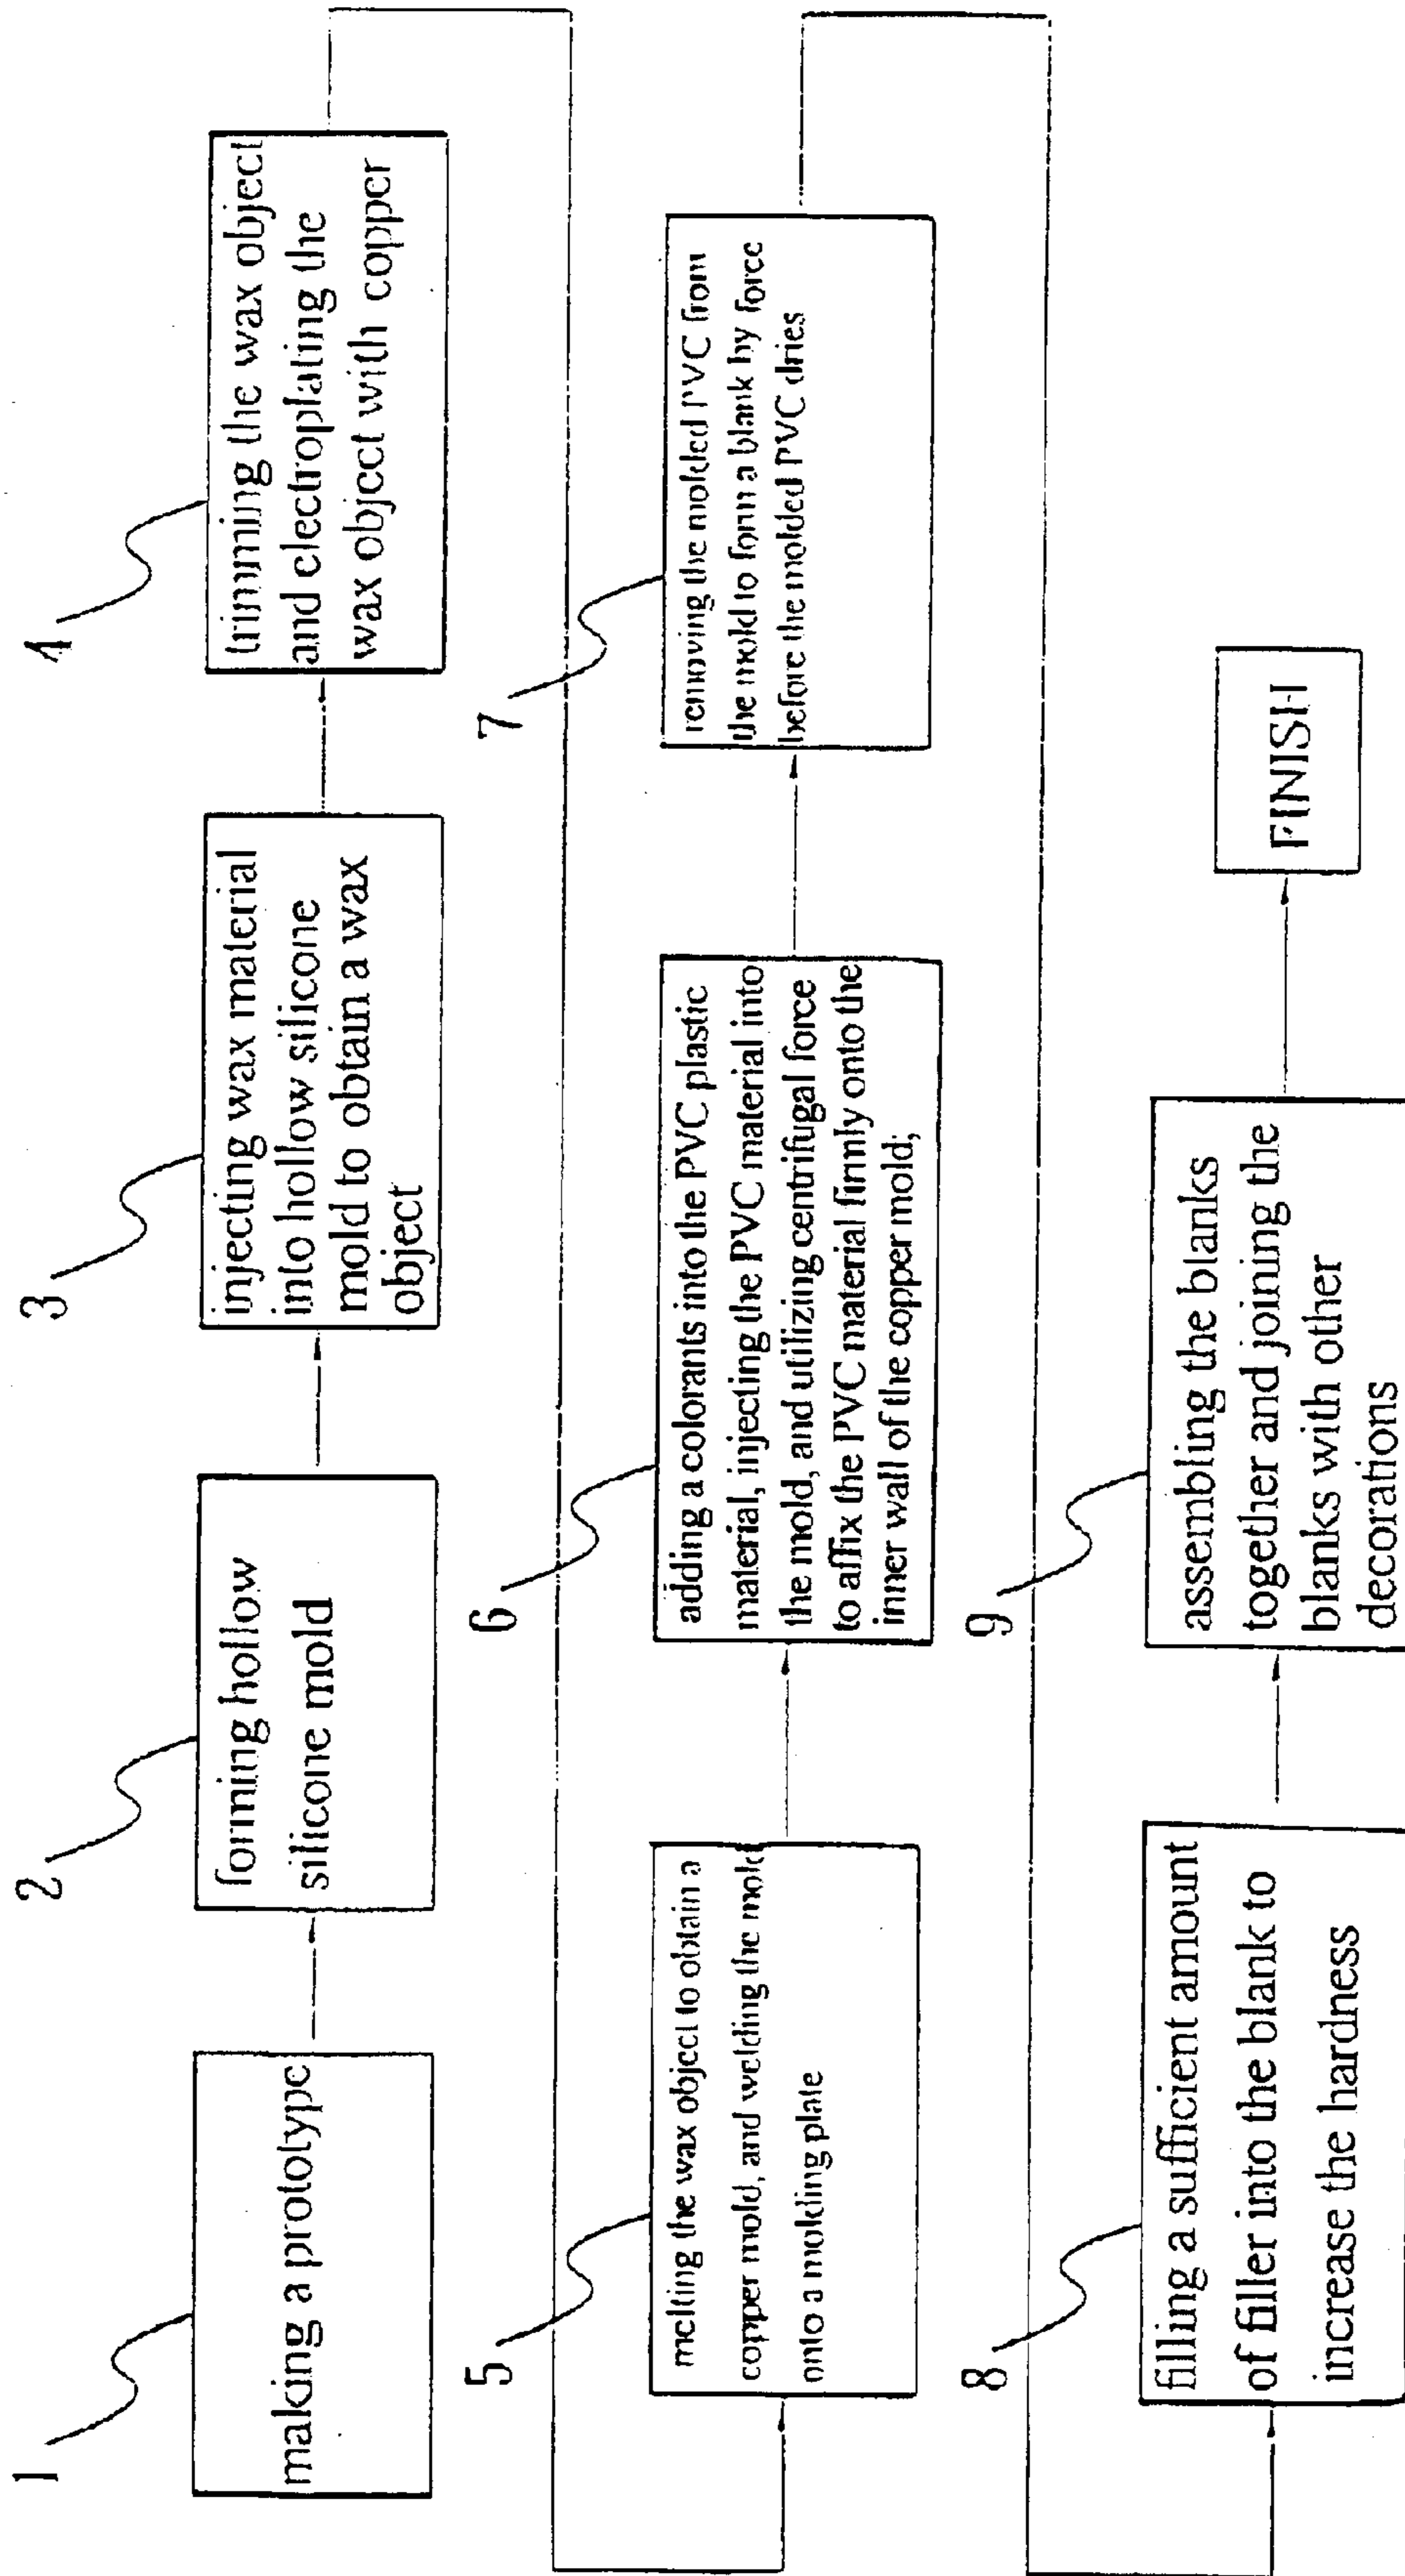 1
making a prototype
2
forming hollow
silicone mold
3
injecting wax material
into hollow silicone
mold to obtain a wax
object
4
trimming the wax object
and electroplating the
wax object with copper
5
melting the wax object to obtain a
copper mold, and welding the mold
onto a molding plate
6
adding a colorants into the PVC plastic
material, injecting the PVC material into
the mold, and utilizing centrifugal force
to affix the PVC material firmly onto the
inner wall of the copper mold;
7
removing the molded PVC from
the mold to form a blank by force
before the molded PVC dries
8
filling a sufficient amount
of filler into the blank to
increase the hardness
9
assembling the blanks
together and joining the
blanks with other
decorations
FINISH